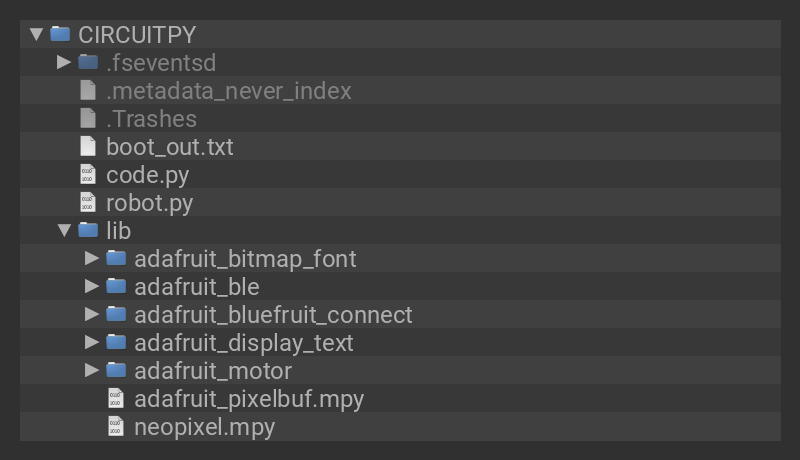 CIRCUITPY
.fseventsd
.metadata_never_index
.Trashes
boot_out.txt
code.py
robot.py
lib
adafruit_bitmap_font
adafruit_ble
adafruit_bluefruit_connect
adafruit_display_text
adafruit_motor
adafruit_pixelbuf.mpy
neopixel.mpy